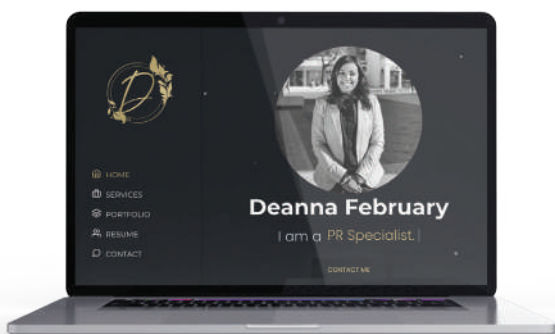 D
HOME
SERVICES
PORTFOLIO
RESUME
CONTACT
Deanna February
I am a PR Specialist.|
CONTACT ME